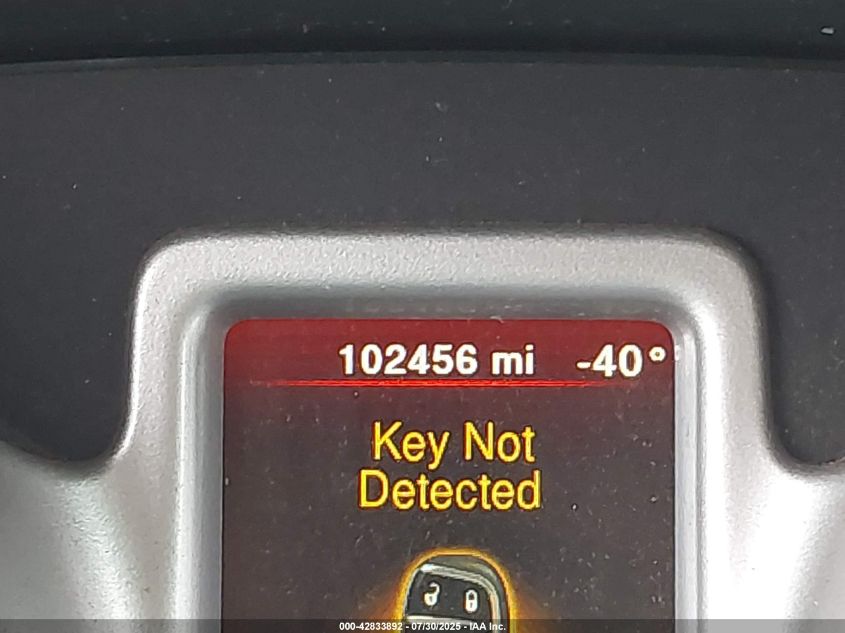 102456 mi -40°
Key Not
Detected
000-42833892 - 07/30/2025 - IAA Inc.